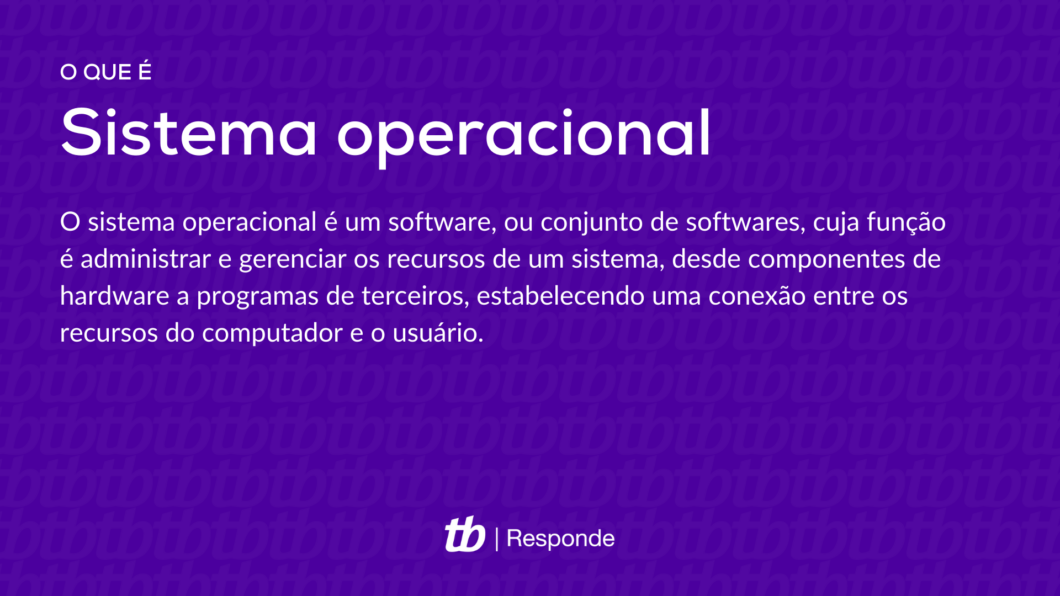 O QUE É
Sistema operacional
O sistema operacional é um software, ou conjunto de softwares, cuja função
é administrar e gerenciar os recursos de um sistema, desde componentes de
hardware a programas de terceiros, estabelecendo uma conexão entre os
recursos do computador e o usuário.
tb | Responde